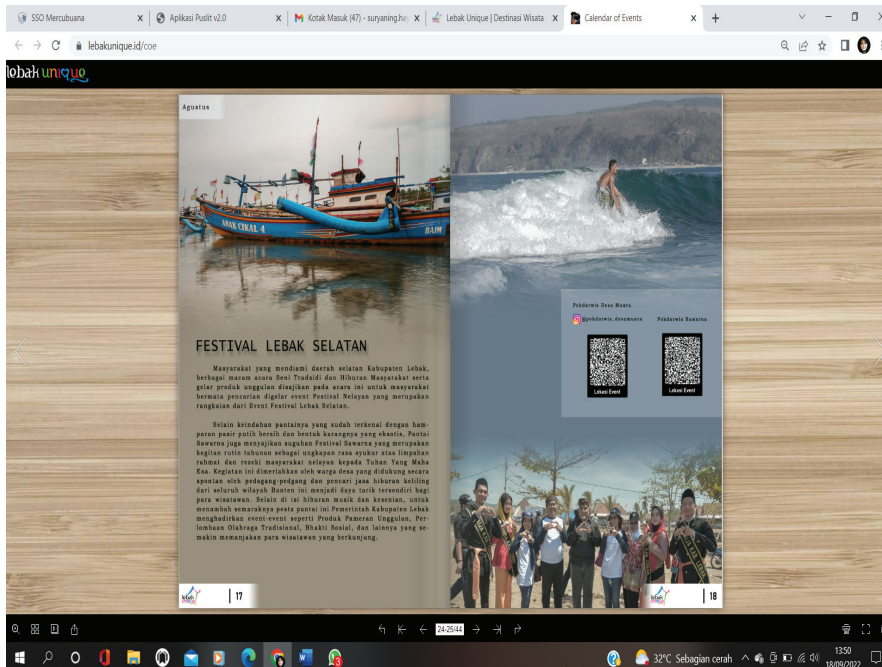 SSO Mercubuana
Aplikasi Puslit v2.0
Kotak Masuk (47) - suryaning.ha
Lebak Unique | Destinasi Wisata
Calendar of Events
lebakunique.id/coe
lebak unique
Agustus
ANAK CIKAL 4
BAIM
FESTIVAL LEBAK SELATAN
Masyarakat yang mendiami daerah selatan Kabupaten Lebak,
berbagai macam acara Seni Tradsidi dan Hiburan Masyarakat serta
gelar produk unggulan disajikan pada acara ini untuk masyarakat
bermata pencarian digelar event Festival Nelayan yang merupakan
rangkaian dari Event Festival Lebak Selatan.
Selain keindahan pantainya yang sudah terkenal dengan ham-
paran pasir putih bersih dan bentuk karangnya yang eksotis, Pantai
Sawarna juga menyajikan suguhan Festival Sawarna yang merupakan
kegitan rutin tahunan sebagai ungkapan rasa syukur atas limpahan
rahmat dan rezeki masyarakat nelayan kepada Tuhan Yang Maha
Esa. Kegiatan ini dimeriahkan oleh warga desa yang didukung secara
spontan oleh pedagang-pedgang dan pencari jasa hiburan keliling
dari seluruh wilayah Banten ini menjadi daya tarik tersendiri bagi
para wisatawan. Selain di isi hiburan musik dan kesenian, untuk
menambah semaraknya pesta pantai ini Pemerintah Kabupaten Lebak
menghadirkan event-event seperti Produk Pameran Unggulan, Per-
lombaan Olahraga Tradisional, Bhakti Sosial, dan lainnya yang se-
makin memanjakan para wisatawan yang berkunjung.
17
Pokdarwis Desa Muara
@pokdarwis_desamuara
Pokdarwis Sawarna
Lokasi Event
Lokasi Event
18
24-25/44
32°C Sebagian cerah
13:50
18/09/2022